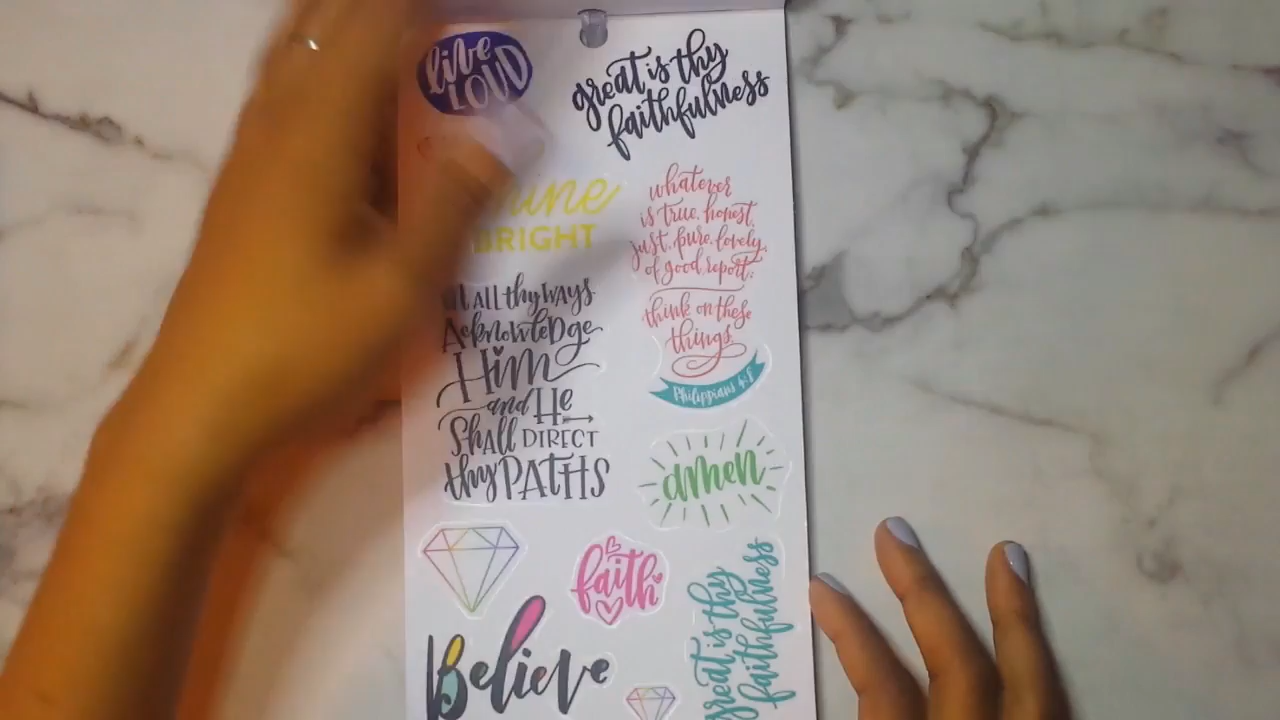 live
LOUD
great is thy
faithfulness
BRIGHT
whatever
is true, honest,
just, pure, lovely,
of good report;
think on these
things.
Philippians 4:8
all thy ways
Acknowledge
Him
and He
Shall DIRECT
thy PATHS
amen
faith
Believe
great is thy
faithfulness